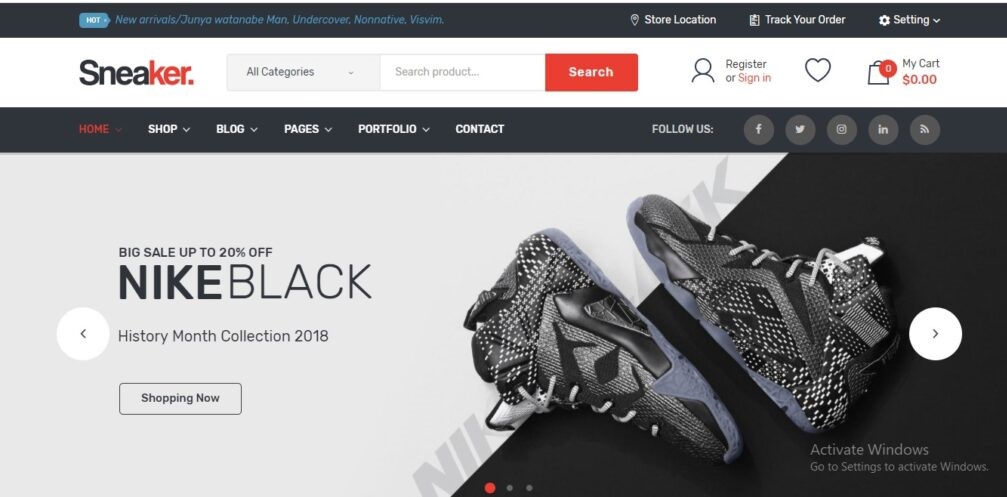 HOT New arrivals/Junya watanabe Man, Undercover, Nonnative, Visvim. Store Location Track Your Order Setting
Sneaker. All Categories Search product... Search
Register
or Sign in
0
My Cart
$0.00
HOME SHOP BLOG PAGES PORTFOLIO CONTACT FOLLOW US:
BIG SALE UP TO 20% OFF
NIKE BLACK
History Month Collection 2018
Shopping Now
Activate Windows
Go to Settings to activate Windows.